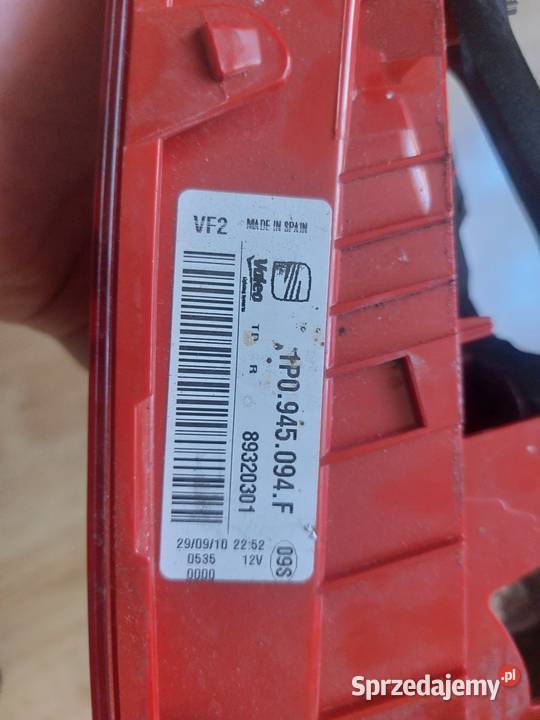 VF2
MADE IN SPAIN
Valeo
1P0.945.094.F
R
89320301
29/09/10 22:52
0535
12V
0000
09S
Sprzedajemy.pl